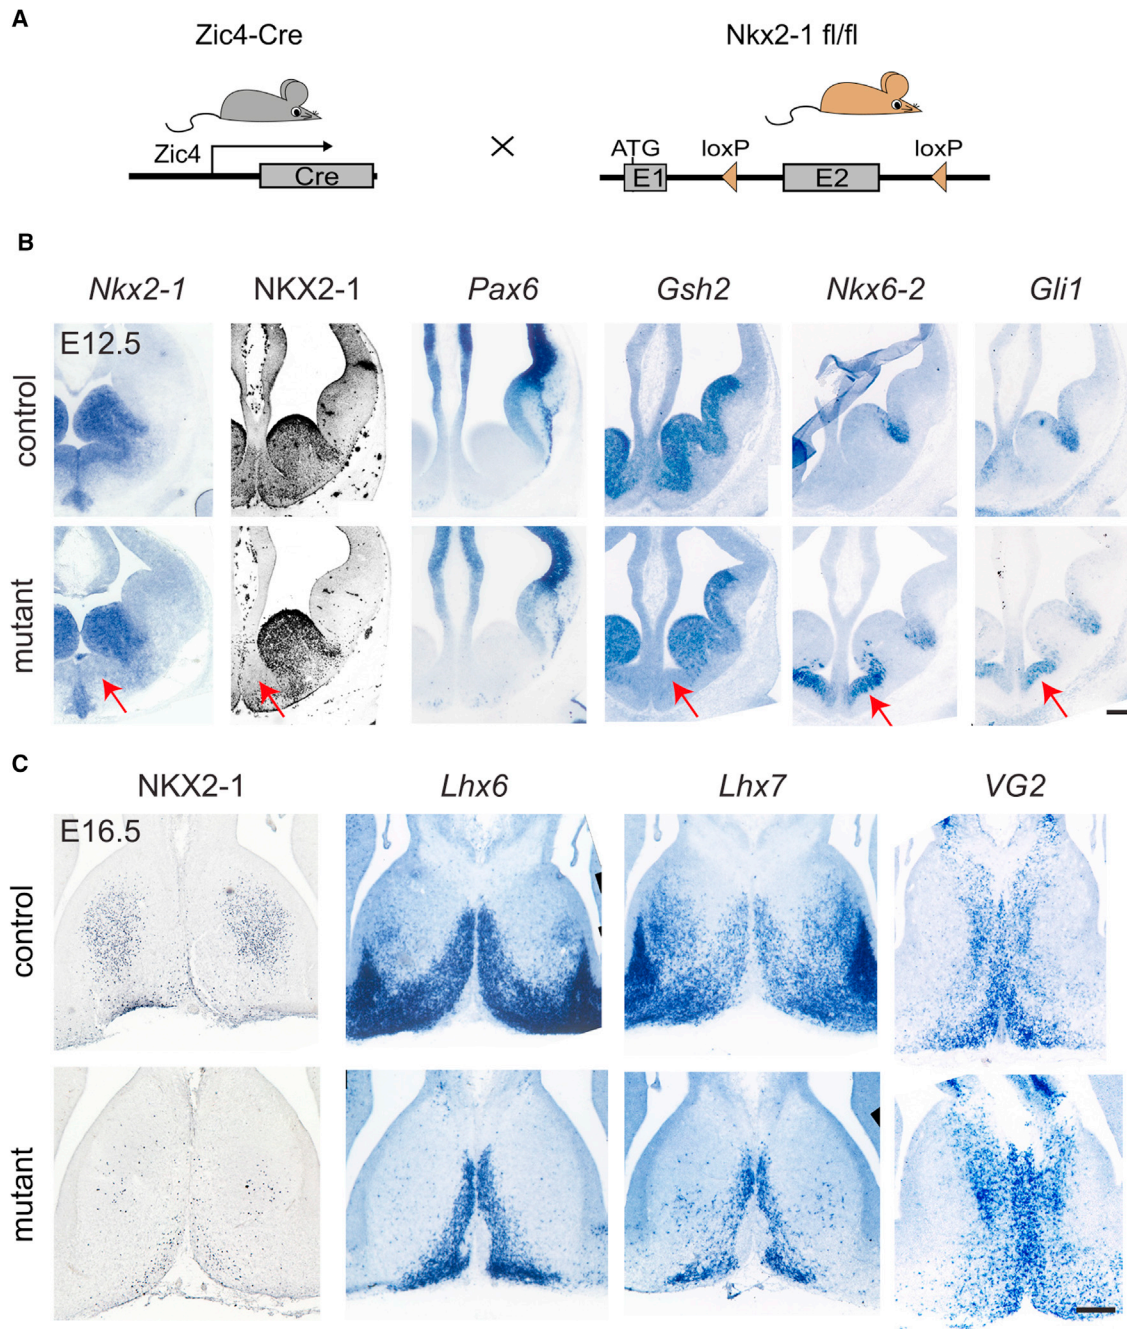 A
Zic4-Cre
Nkx2-1 fl/fl
Zic4
Cre
ATG
loxP
loxP
E1
E2
B
Nkx2-1
NKX2-1
Pax6
Gsh2
Nkx6-2
Gli1
E12.5
control
mutant
C
NKX2-1
Lhx6
Lhx7
VG2
E16.5
control
mutant